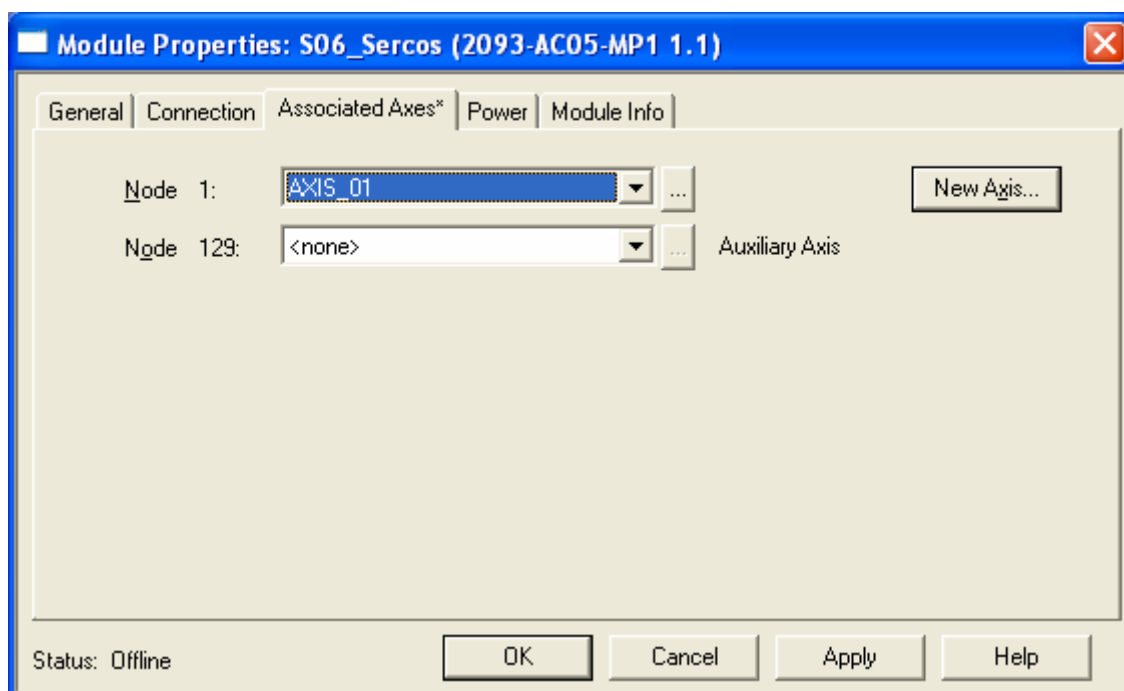 Module Properties: S06_Sercos (2093-AC05-MP1 1.1)
General Connection Associated Axes* Power Module Info
Node 1: AXIS_01 ... New Axis...
Node 129: <none> ... Auxiliary Axis
Status: Offline OK Cancel Apply Help